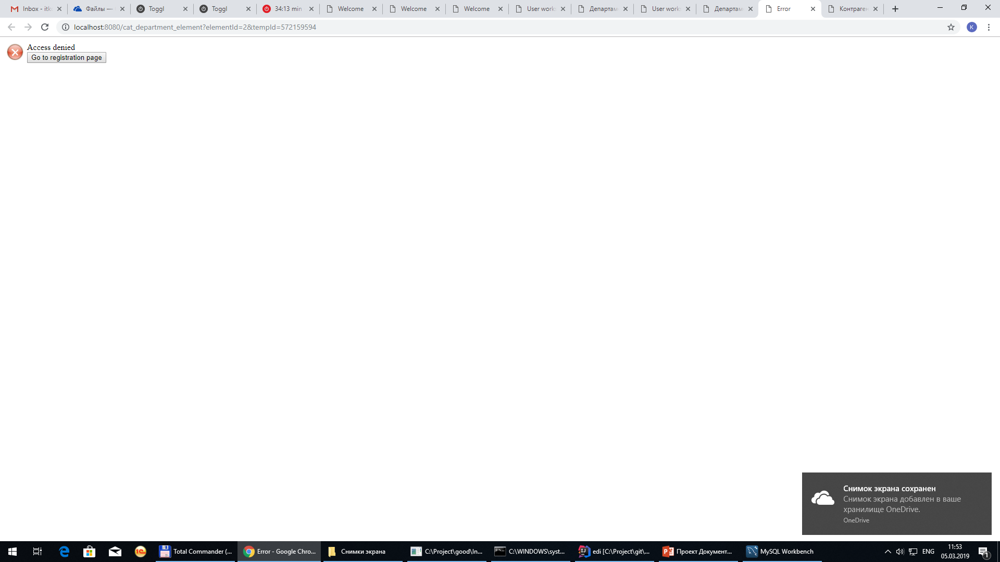 Inbox - itk
Файлы —
Toggl
Toggl
34:13 min
Welcome
Welcome
Welcome
User work
Департам
User work
Департам
Error
Контраген
localhost:8080/cat_department_element?elementId=2&tempId=572159594
K
Access denied
Go to registration page
Снимок экрана сохранен
Снимок экрана добавлен в ваше
хранилище OneDrive.
OneDrive
Total Commander (...
Error - Google Chro...
Снимки экрана
C:\Project\good\In...
C:\WINDOWS\syst...
edi [C:\Project\git\...
Проект Документ...
MySQL Workbench
ENG
11:53
05.03.2019
1